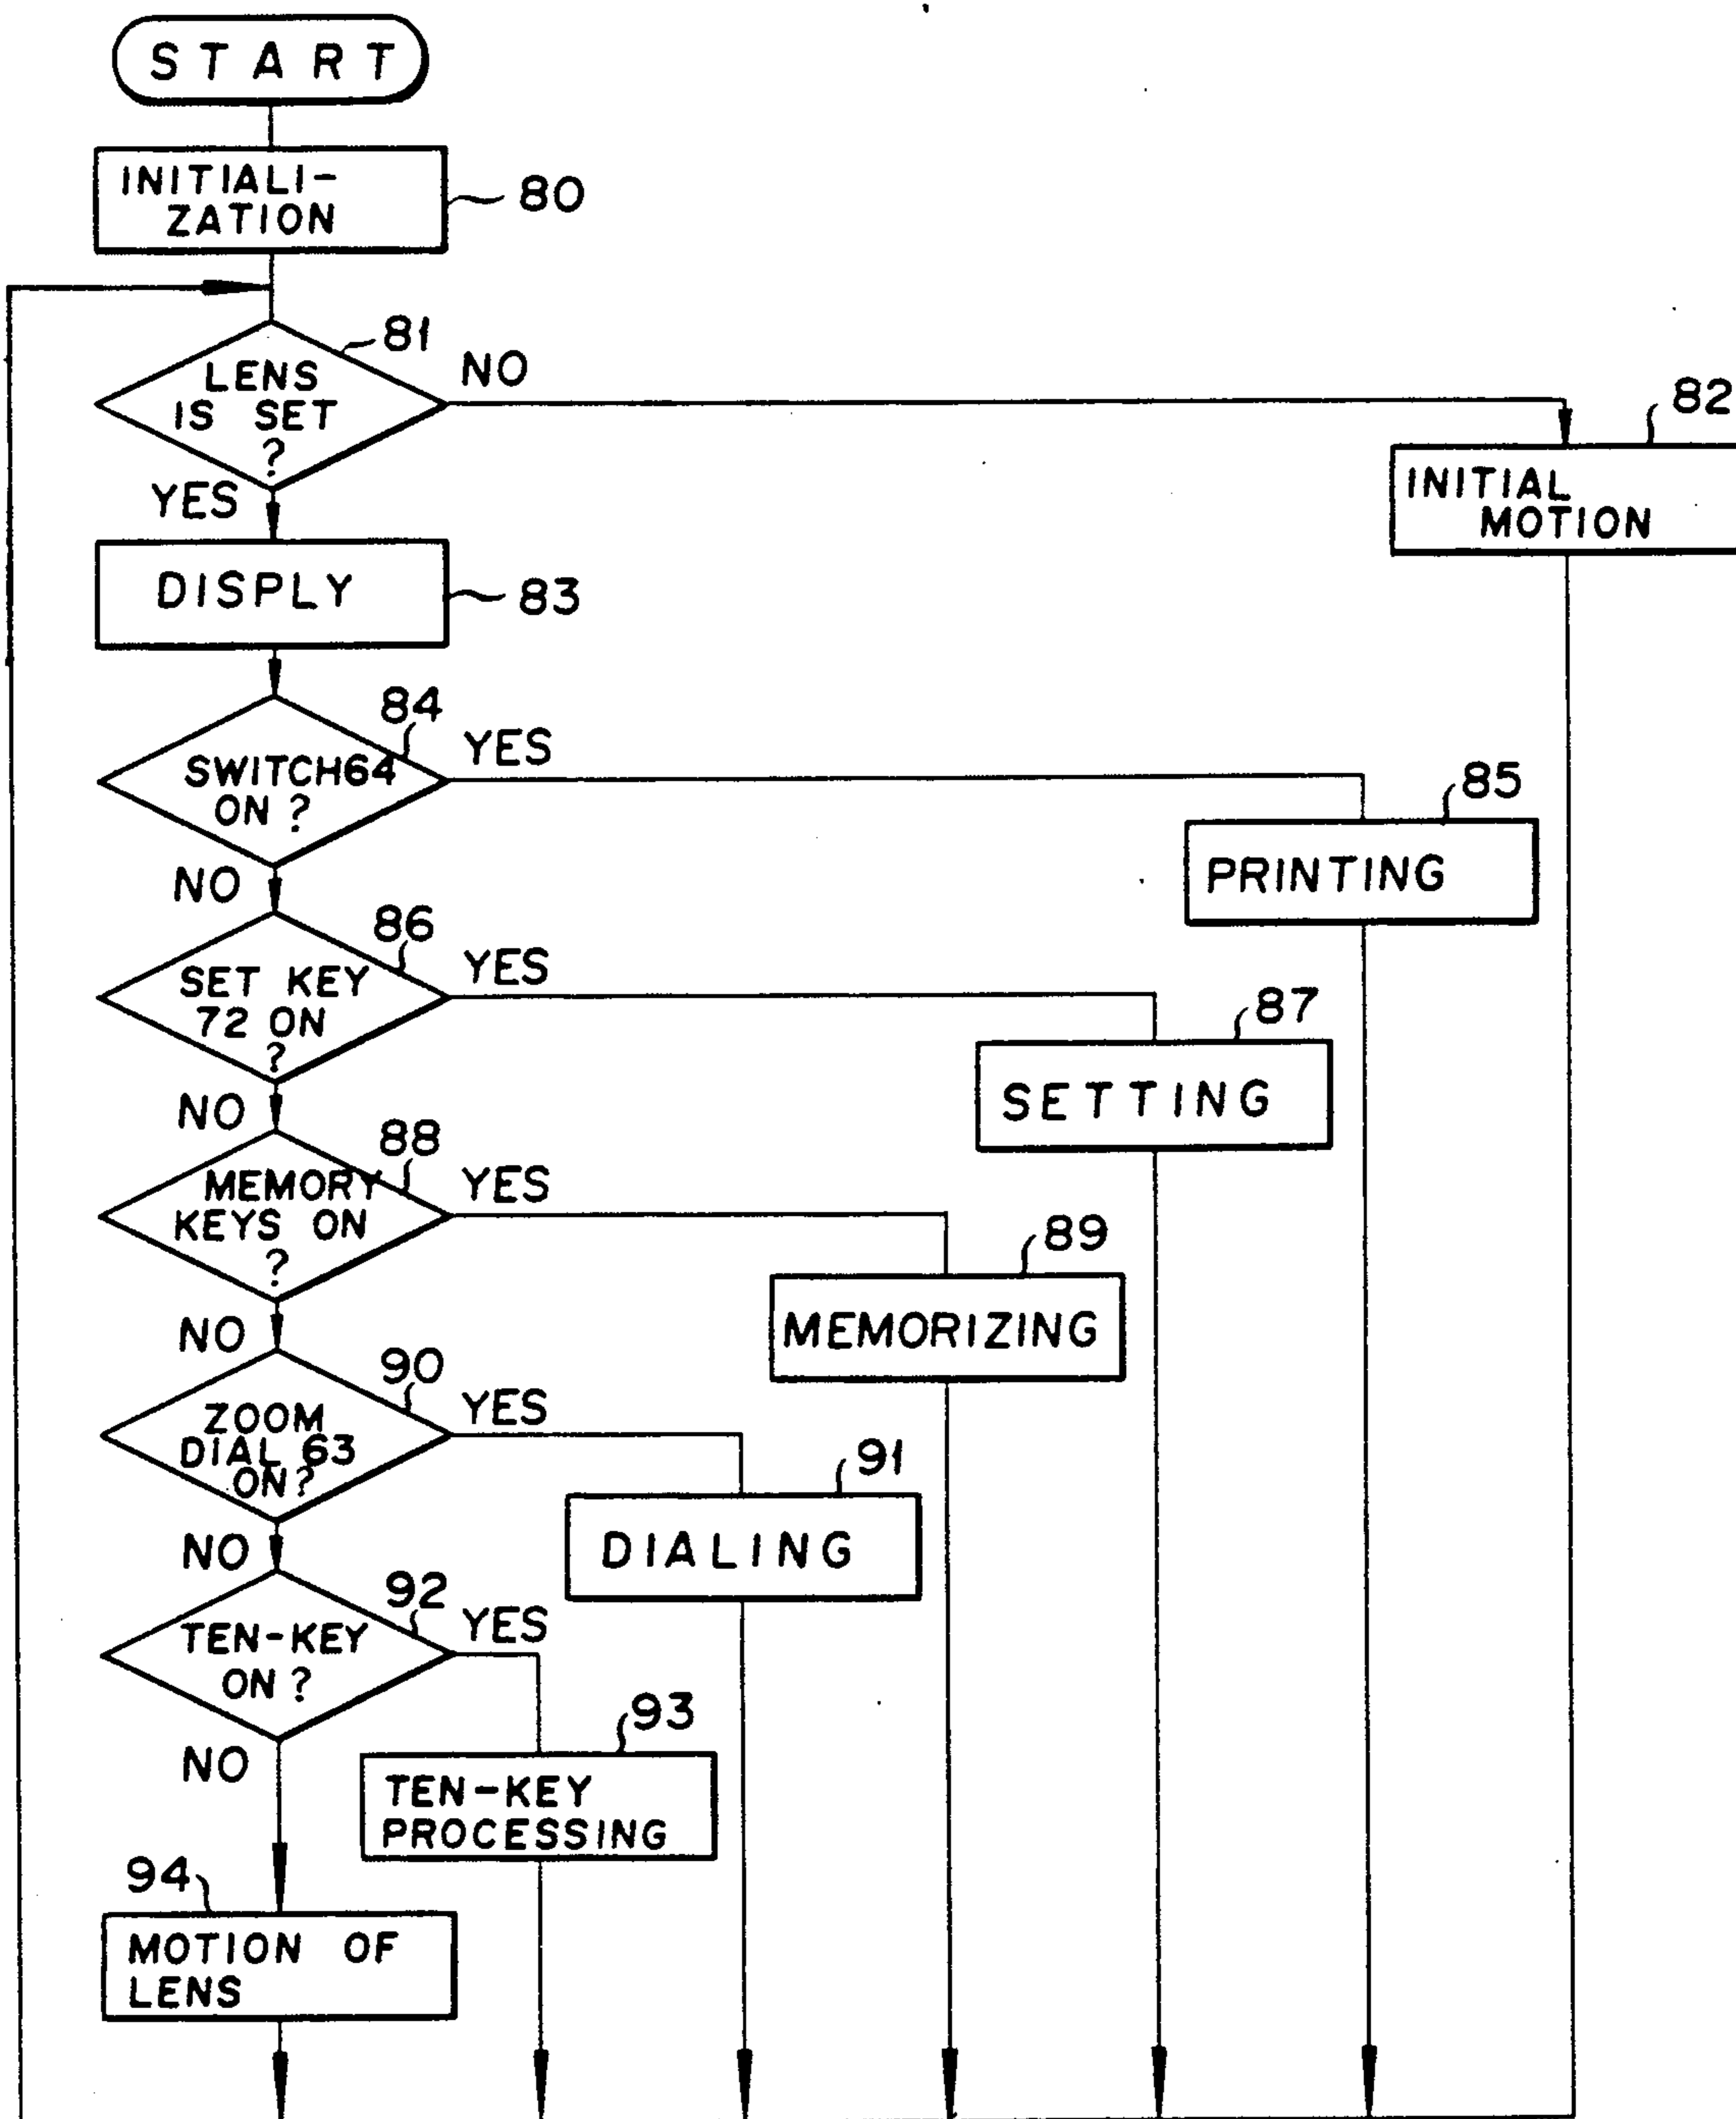 START
INITIALI-
ZATION
80
81
LENS
IS SET
?
NO
82
INITIAL
MOTION
YES
DISPLY
83
84
SWITCH64
ON ?
YES
85
PRINTING
NO
86
SET KEY
72 ON
?
YES
87
SETTING
NO
88
MEMORY
KEYS ON
?
YES
89
MEMORIZING
NO
90
ZOOM
DIAL 63
ON?
YES
91
DIALING
NO
92
TEN-KEY
ON ?
YES
93
TEN-KEY
PROCESSING
NO
94
MOTION OF
LENS